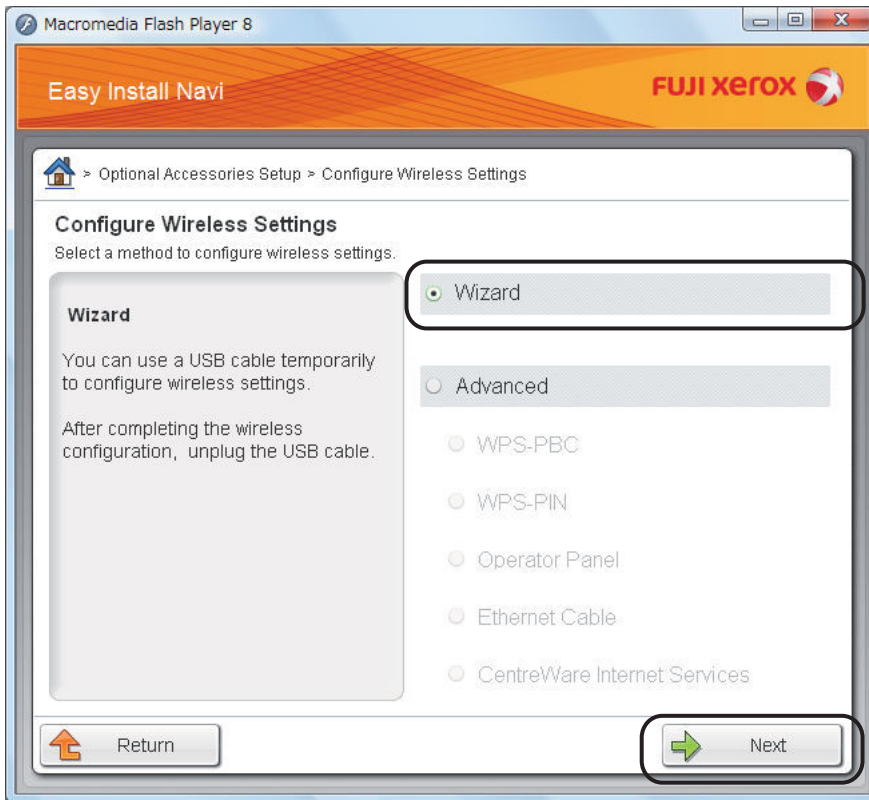 Macromedia Flash Player 8
Easy Install Navi
FUJI xerox
> Optional Accessories Setup > Configure Wireless Settings
Configure Wireless Settings
Select a method to configure wireless settings.
Wizard
You can use a USB cable temporarily
to configure wireless settings.
After completing the wireless
configuration, unplug the USB cable.
Wizard
Advanced
WPS-PBC
WPS-PIN
Operator Panel
Ethernet Cable
CentreWare Internet Services
Return
Next